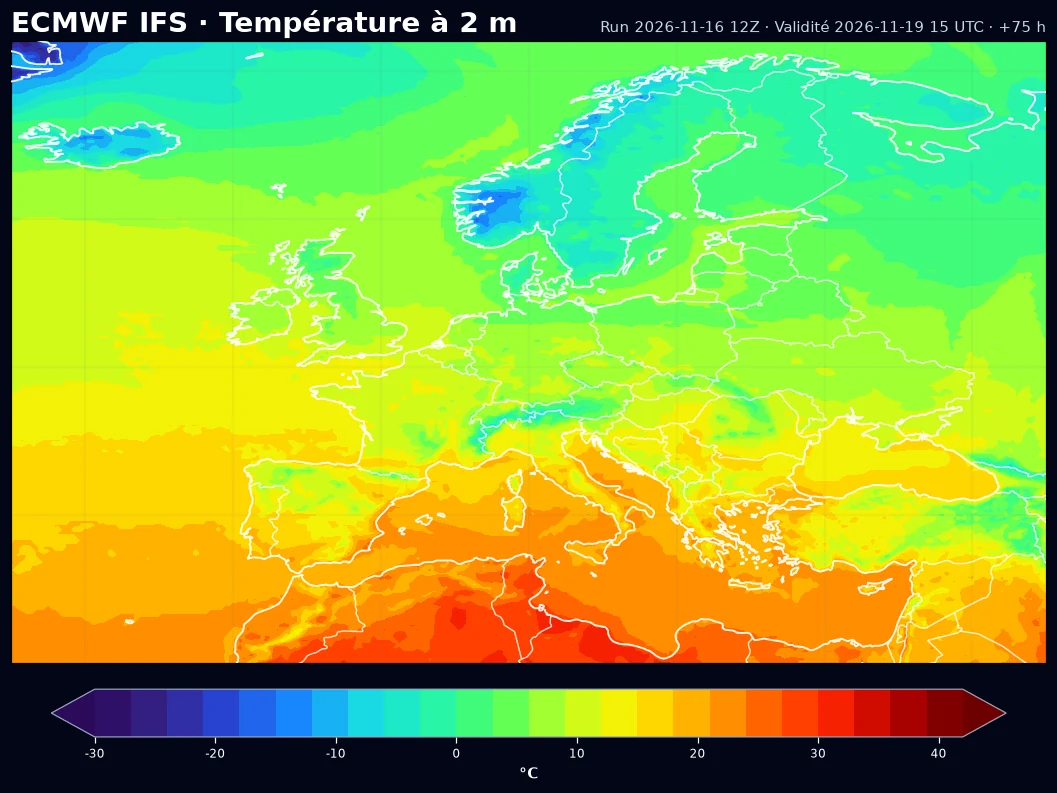 ECMWF IFS · Température à 2 m
Run 2026-11-16 12Z · Validité 2026-11-19 15 UTC · +75 h
-30 -20 -10 0 10 20 30 40
°C